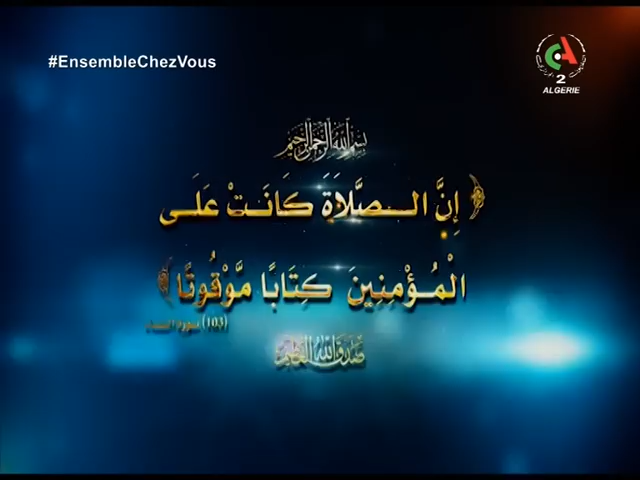 #EnsembleChezVous
2
ALGERIE
بسم الله الرحمن الرحيم
﴿ إِنَّ الصَّلَاةَ كَانَتْ عَلَى
الْمُؤْمِنِينَ كِتَابًا مَّوْقُوتًا ﴾
سورة النساء (103)
صدق الله العظيم